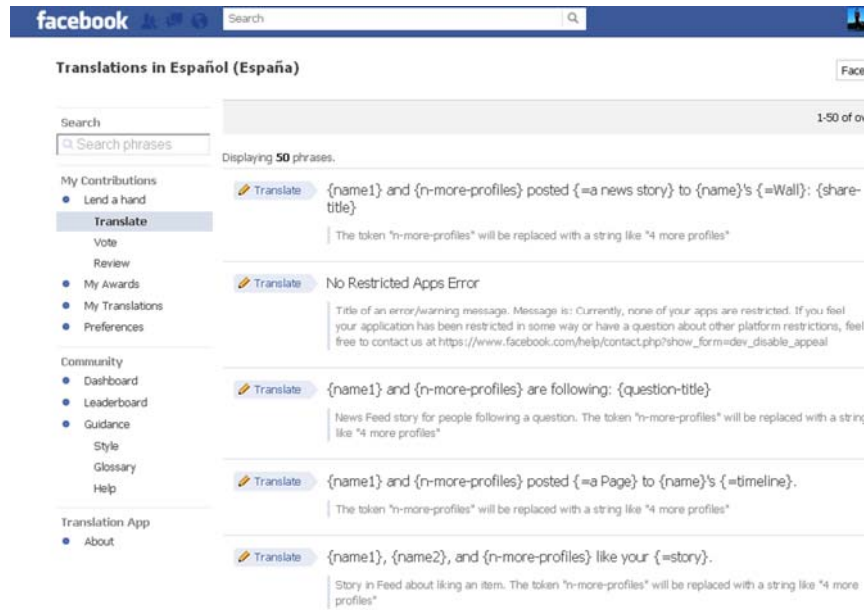 facebook
Search
Translations in Español (España)
Face
Search
Search phrases
My Contributions
Lend a hand
Translate
Vote
Review
My Awards
My Translations
Preferences
Community
Dashboard
Leaderboard
Guidance
Style
Glossary
Help
Translation App
About
1-50 of ov
Displaying 50 phrases.
Translate
{name1} and {n-more-profiles} posted {=a news story} to {name}'s {=Wall}: {share-
title}
The token "n-more-profiles" will be replaced with a string like "4 more profiles"
Translate
No Restricted Apps Error
Title of an error/warning message. Message is: Currently, none of your apps are restricted. If you feel
your application has been restricted in some way or have a question about other platform restrictions, feel
free to contact us at https://www.facebook.com/help/contact.php?show_form=dev_disable_appeal
Translate
{name1} and {n-more-profiles} are following: {question-title}
News Feed story for people following a question. The token "n-more-profiles" will be replaced with a string
like "4 more profiles"
Translate
{name1} and {n-more-profiles} posted {=a Page} to {name}'s {=timeline}.
The token "n-more-profiles" will be replaced with a string like "4 more profiles"
Translate
{name1}, {name2}, and {n-more-profiles} like your {=story}.
Story in Feed about liking an item. The token "n-more-profiles" will be replaced with a string like "4 more
profiles"